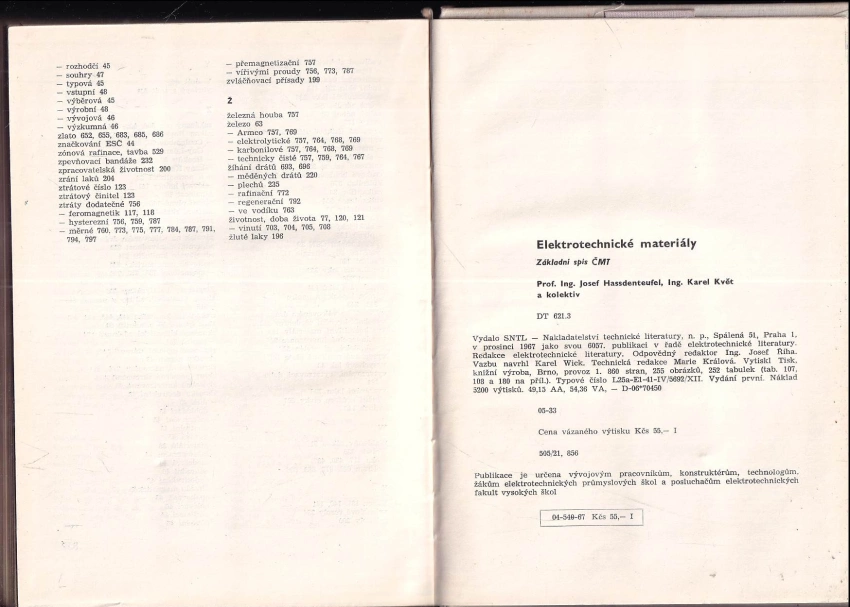 — rozhodčí 45
— souhry 47
— typová 45
— vstupní 48
— výběrová 45
— výrobní 48
— vývojová 46
— výzkumná 46
zlato 652, 655, 683, 685, 686
značkování ESČ 44
zónová rafinace, tavba 529
zpevňovací bandáže 232
zpracovatelská životnost 200
zrání laků 204
ztrátové číslo 123
ztrátový činitel 123
ztráty dodatečné 756
— feromagnetik 117, 118
— hysterezní 756, 759, 787
— měrné 760, 773, 775, 777, 784, 787, 791,
794, 797
— přemagnetizační 757
— vířivými proudy 756, 773, 787
zvláčňovací přísady 199
Ž
železná houba 757
železo 63
— Armco 757, 769
— elektrolytické 757, 764, 768, 769
— karbonilové 757, 764, 768, 769
— technicky čisté 757, 759, 764, 767
žíhání drátů 693, 696
— měděných drátů 220
— plechů 235
— rafinační 772
— regenerační 792
— ve vodíku 763
životnost, doba života 77, 120, 121
— vinutí 703, 704, 705, 708
žluté laky 196
Elektrotechnické materiály
Základní spis ČMT
Prof. Ing. Josef Hassdenteufel, Ing. Karel Květ
a kolektiv
DT 621.3
Vydalo SNTL — Nakladatelství technické literatury, n. p., Spálená 51, Praha 1,
v prosinci 1967 jako svou 6057. publikaci v řadě elektrotechnické literatury.
Redakce elektrotechnické literatury. Odpovědný redaktor Ing. Josef Říha.
Vazbu navrhl Karel Wick. Technická redakce Marie Králová. Vytiskl Tisk,
knižní výroba, Brno, provoz 1. 860 stran, 255 obrázků, 252 tabulek (tab. 107,
108 a 180 na příl.). Typové číslo L25a-E1-41-IV/5692/XII. Vydání první. Náklad
5200 výtisků. 49,15 AA, 54,36 VA, — D-06*70450
05-33
Cena vázaného výtisku Kčs 55,— I
505/21, 856
Publikace je určena vývojovým pracovníkům, konstruktérům, technologům,
žákům elektrotechnických průmyslových škol a posluchačům elektrotechnických
fakult vysokých škol
04-540-67 Kčs 55,— I